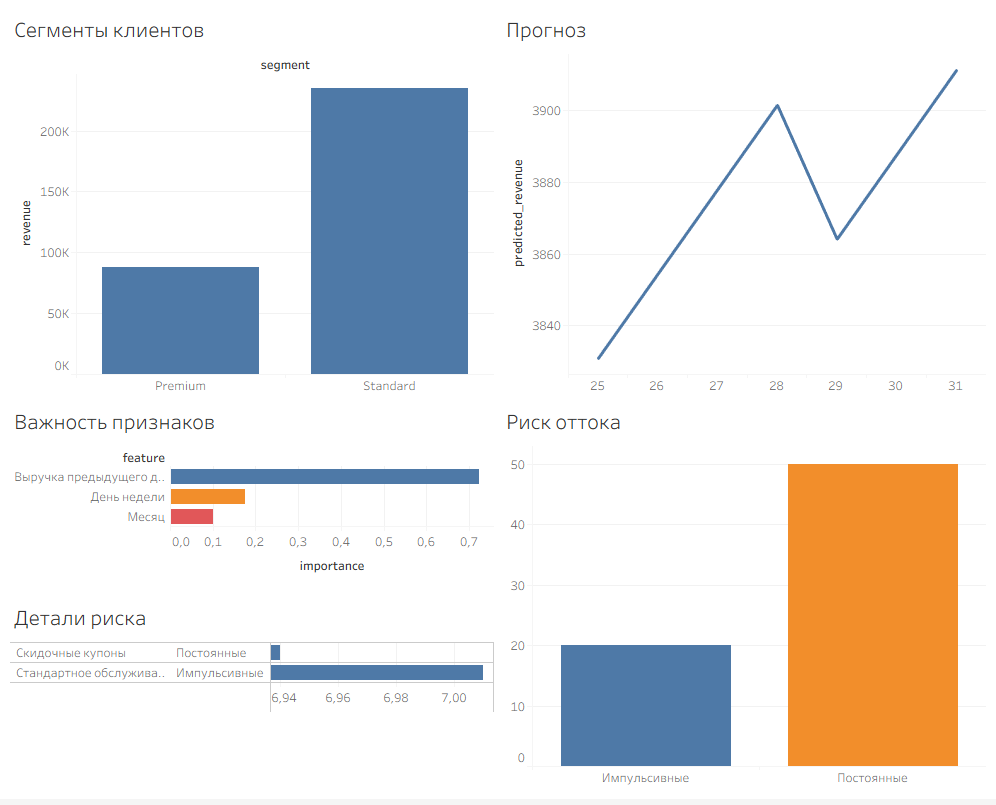 Сегменты клиентов
segment
revenue
200K
150K
100K
50K
0K
Premium Standard
Прогноз
predicted_revenue
3900
3880
3860
3840
25 26 27 28 29 30 31
Важность признаков
feature
Выручка предыдущего д..
День недели
Месяц
0,0 0,1 0,2 0,3 0,4 0,5 0,6 0,7
importance
Детали риска
Скидочные купоны Постоянные
Стандартное обслужива.. Импульсивные
6,94 6,96 6,98 7,00
Риск оттока
50
40
30
20
10
0
Импульсивные Постоянные